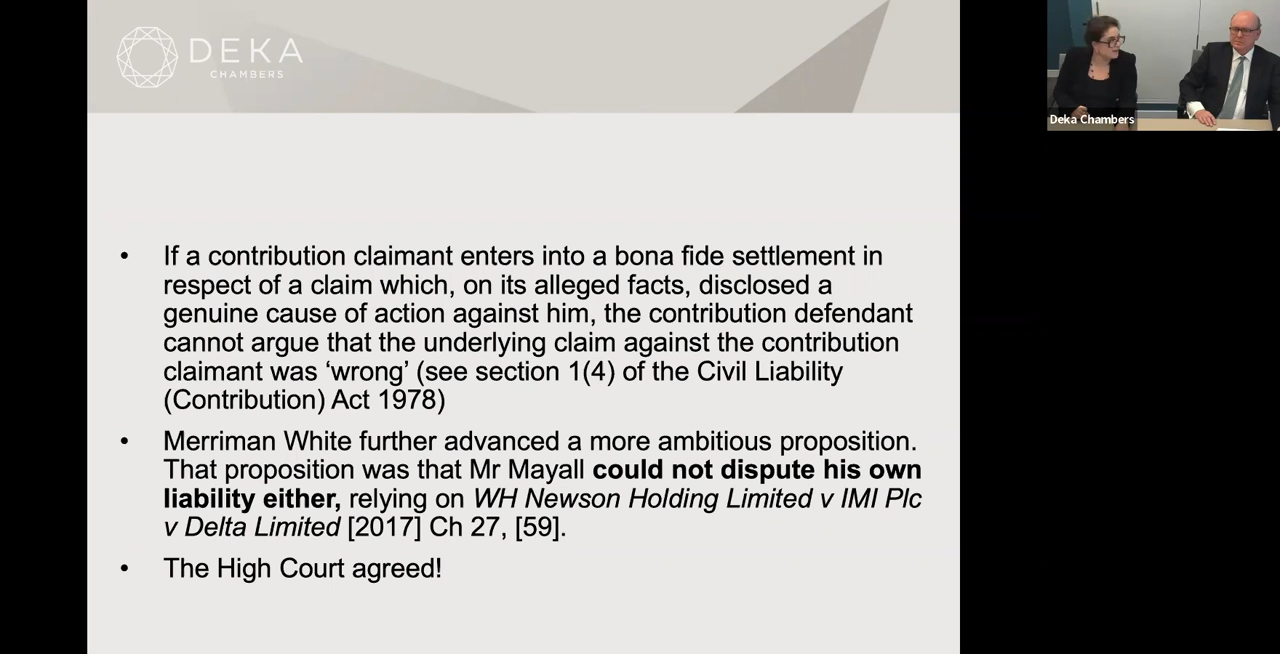 DEKA
CHAMBERS
Deka Chambers
• If a contribution claimant enters into a bona fide settlement in
respect of a claim which, on its alleged facts, disclosed a
genuine cause of action against him, the contribution defendant
cannot argue that the underlying claim against the contribution
claimant was ‘wrong’ (see section 1(4) of the Civil Liability
(Contribution) Act 1978)
• Merriman White further advanced a more ambitious proposition.
That proposition was that Mr Mayall could not dispute his own
liability either, relying on WH Newson Holding Limited v IMI Plc
v Delta Limited [2017] Ch 27, [59].
• The High Court agreed!